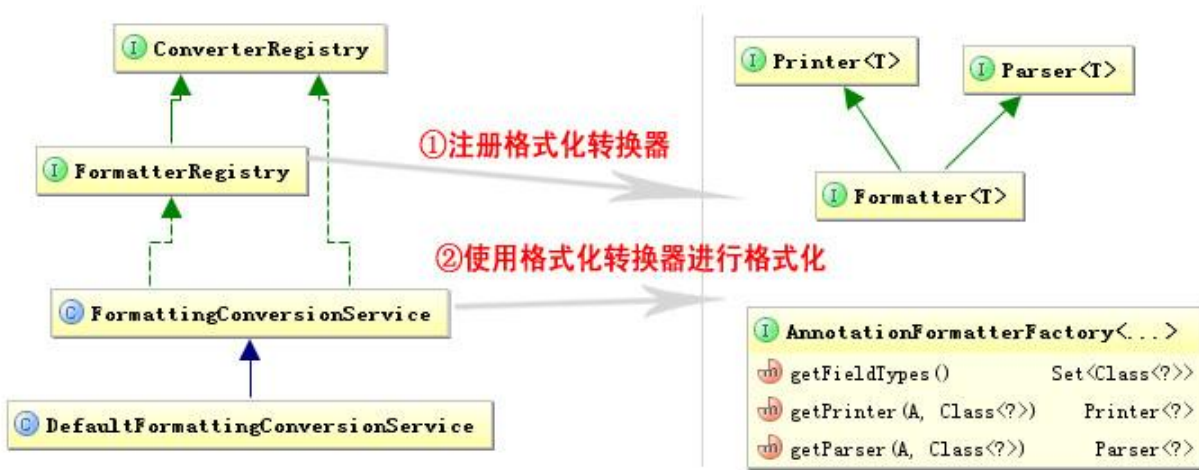 ConverterRegistry
Printer<T>
Parser<T>
①注册格式化转换器
FormatterRegistry
Formatter<T>
②使用格式化转换器进行格式化
FormattingConversionService
AnnotationFormatterFactory<...>
getFieldTypes() Set<Class<?>>
getPrinter(A, Class<?>) Printer<?>
getParser(A, Class<?>) Parser<?>
DefaultFormattingConversionService